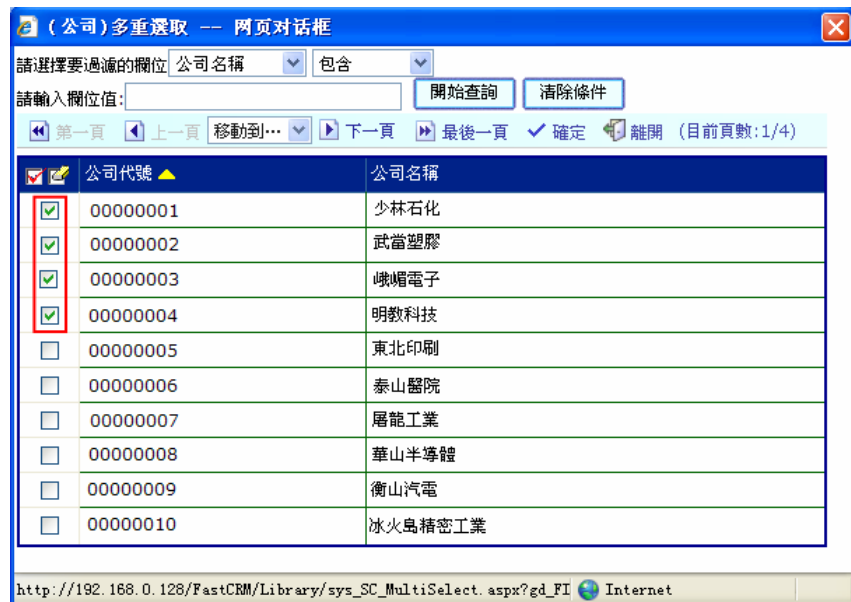 (公司)多重選取 -- 网页对话框
請選擇要過濾的欄位 公司名稱 包含
請輸入欄位值: 開始查詢 清除條件
第一頁 上一頁 移動到… 下一頁 最後一頁 確定 離開 (目前頁數:1/4)
公司代號 公司名稱
00000001 少林石化
00000002 武當塑膠
00000003 峨嵋電子
00000004 明教科技
00000005 東北印刷
00000006 泰山醫院
00000007 屠龍工業
00000008 華山半導體
00000009 衡山汽電
00000010 冰火島精密工業
http://192.168.0.128/FastCRM/Library/sys_SC_MultiSelect.aspx?gd_FI Internet